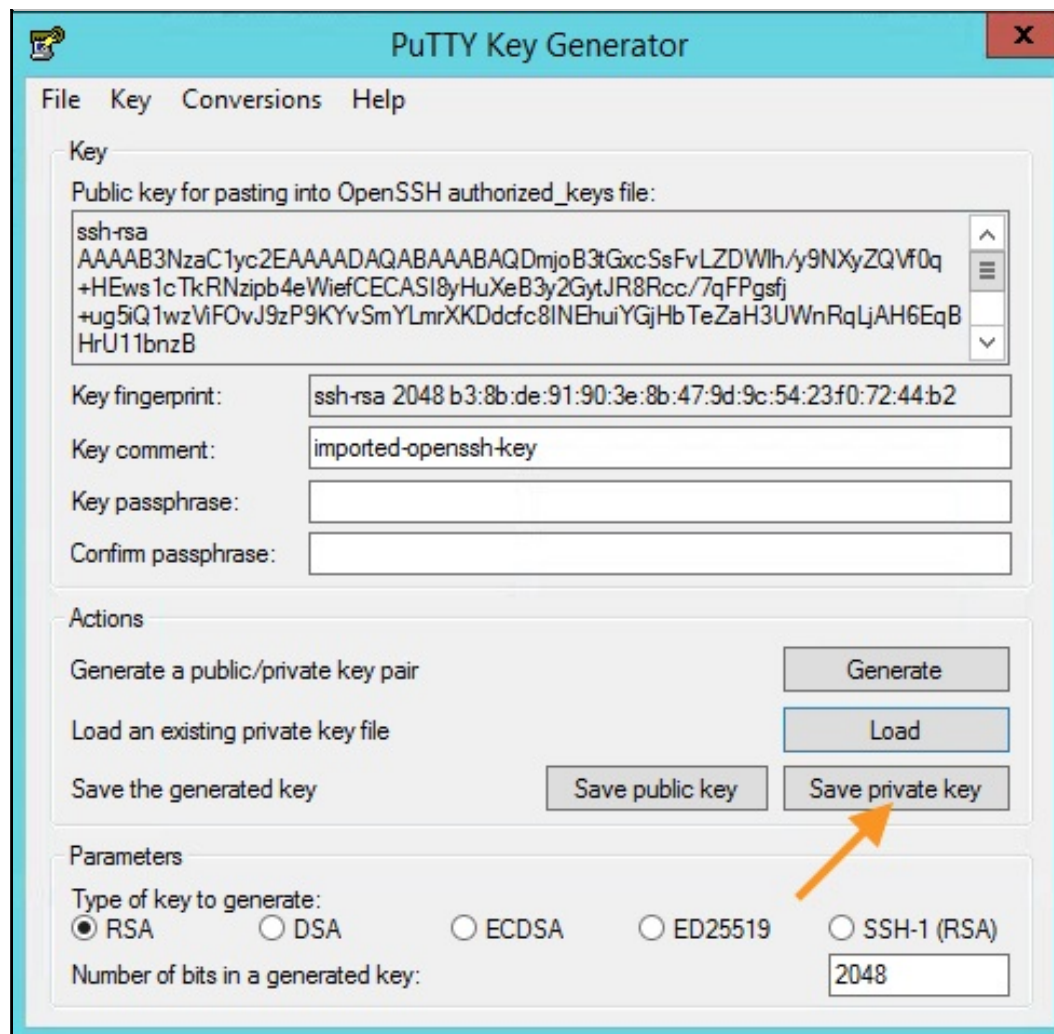 PuTTY Key Generator
x
File Key Conversions Help
Key
Public key for pasting into OpenSSH authorized_keys file:
ssh-rsa
AAAAB3NzaC1yc2EAAAADAQABAAABAQDmjoB3tGxcSsFvLZDWlh/y9NXyZQVf0q
+HEws1cTkRNzipb4eWiefCECASI8yHuXeB3y2GytJR8Rcc/7qFPgsfj
+ug5iQ1wzViFOvJ9zP9KYvSmYLmrXKDdcfc8INEhuiYGjHbTeZaH3UWnRqLjAH6EqB
HrU11bnzB
Key fingerprint: ssh-rsa 2048 b3:8b:de:91:90:3e:8b:47:9d:9c:54:23:f0:72:44:b2
Key comment: imported-openssh-key
Key passphrase:
Confirm passphrase:
Actions
Generate a public/private key pair Generate
Load an existing private key file Load
Save the generated key Save public key Save private key
Parameters
Type of key to generate:
RSA DSA ECDSA ED25519 SSH-1 (RSA)
Number of bits in a generated key: 2048